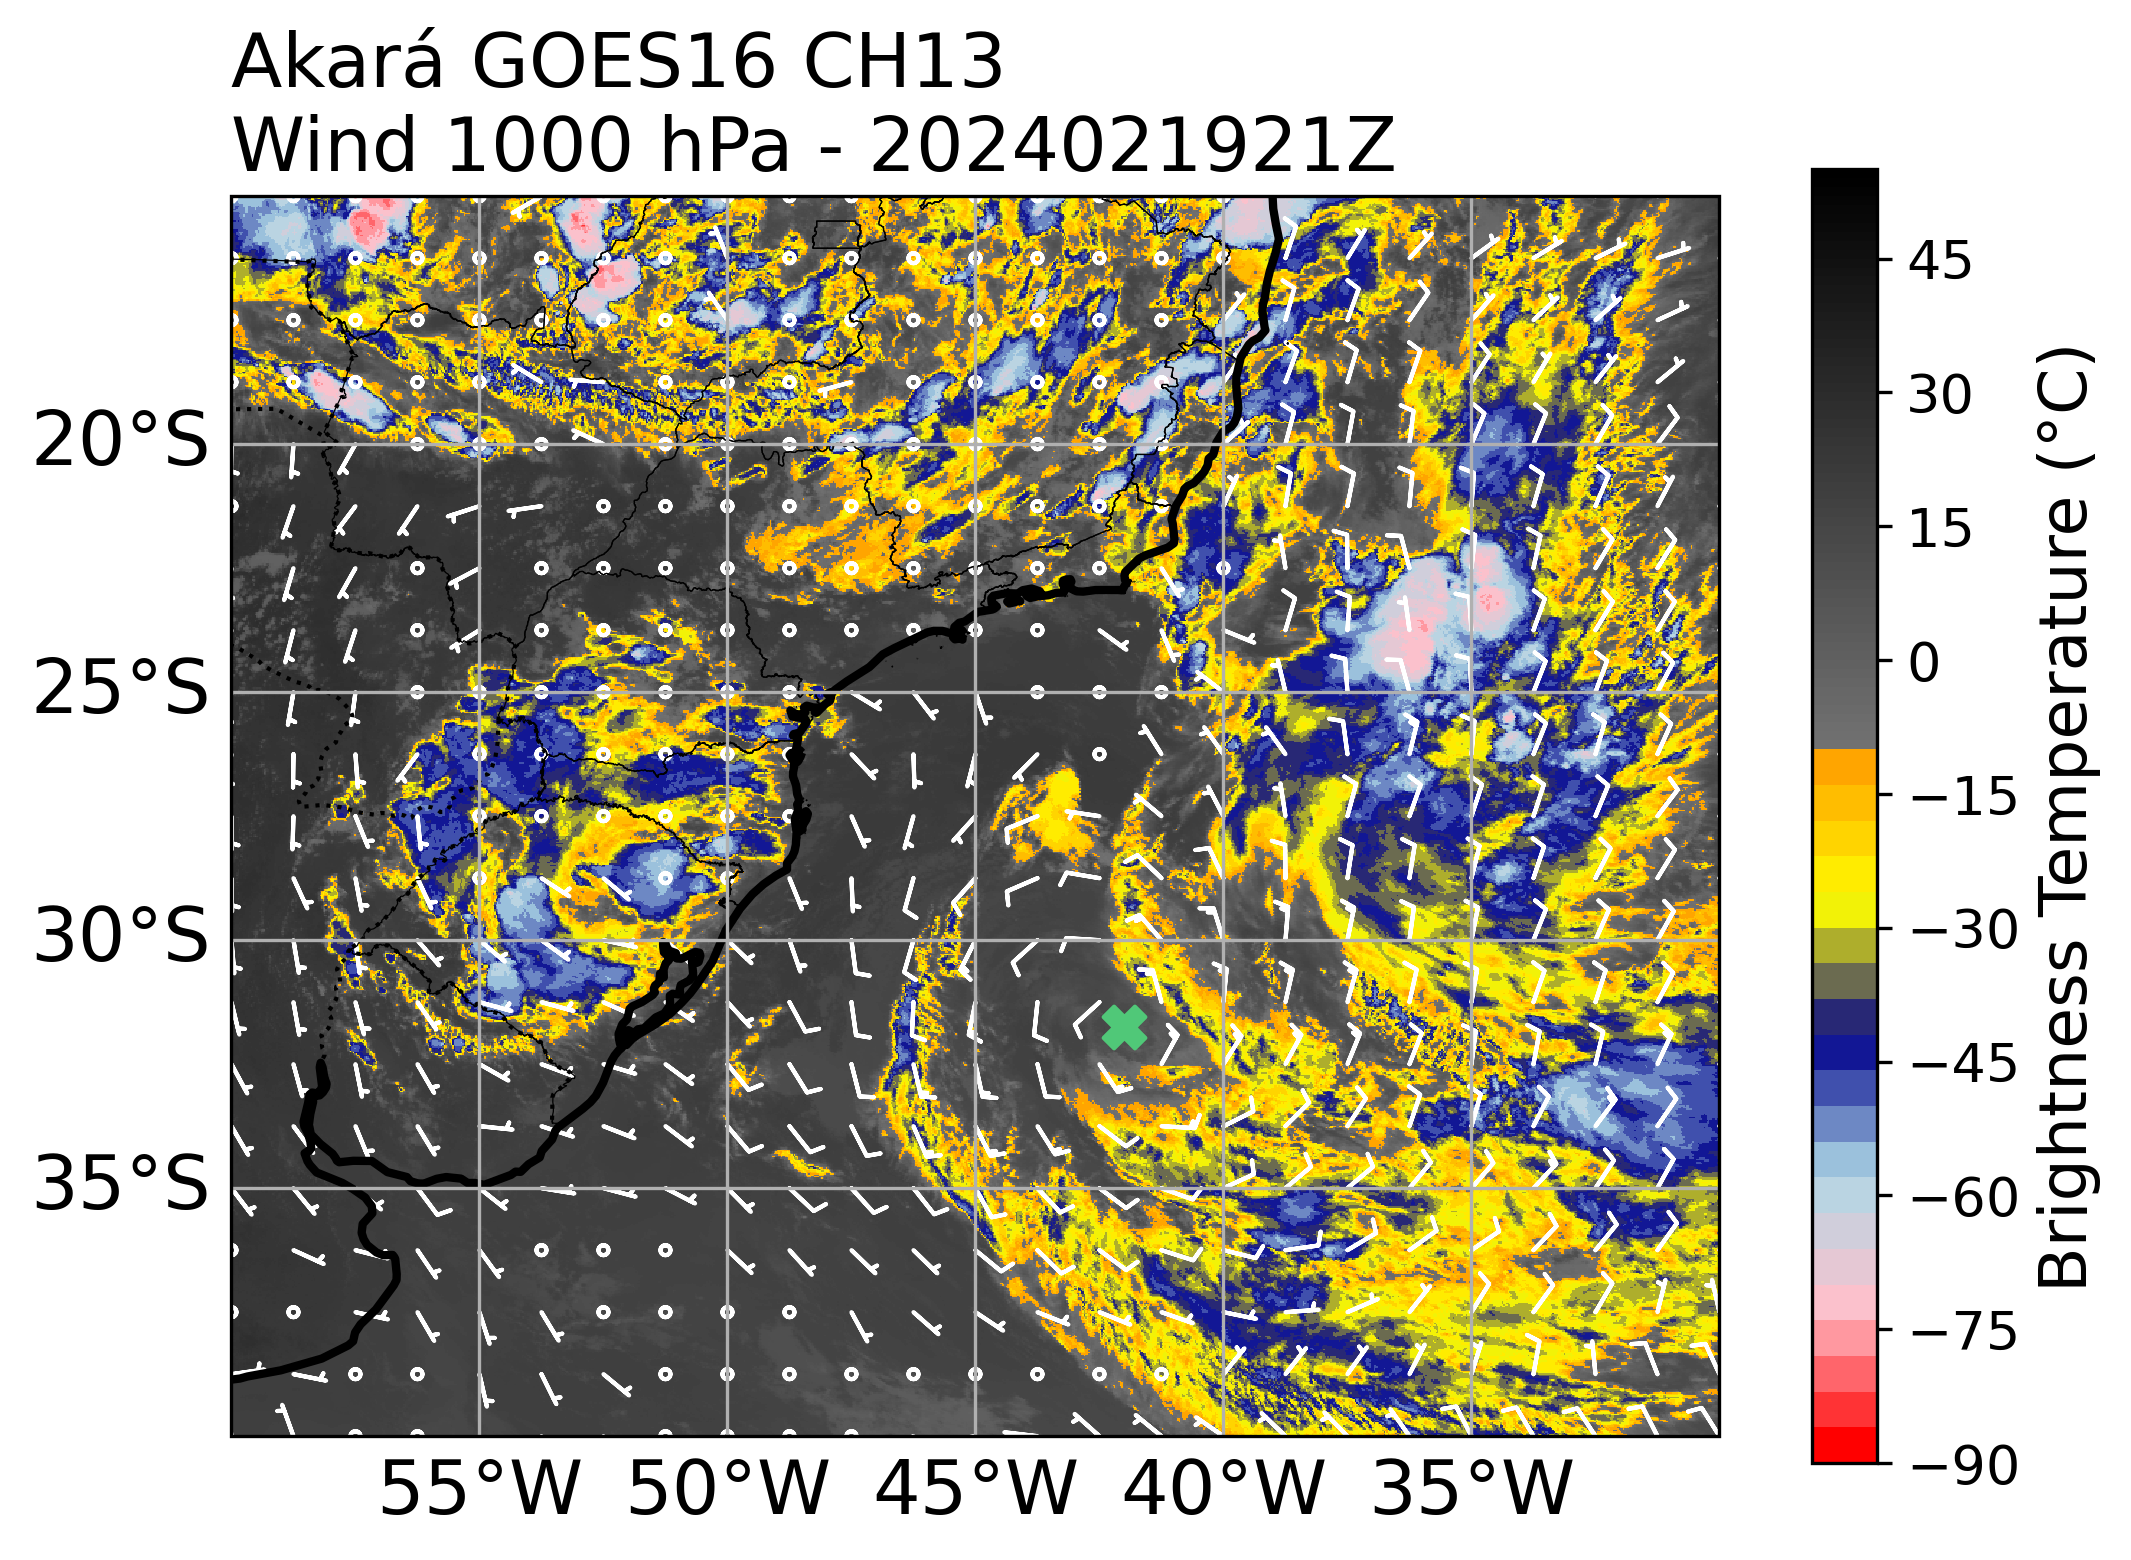 Akará GOES16 CH13
Wind 1000 hPa - 2024021921Z
20°S
25°S
30°S
35°S
55°W 50°W 45°W 40°W 35°W
45
30
15
0
−15
−30
−45
−60
−75
−90
Brightness Temperature (°C)